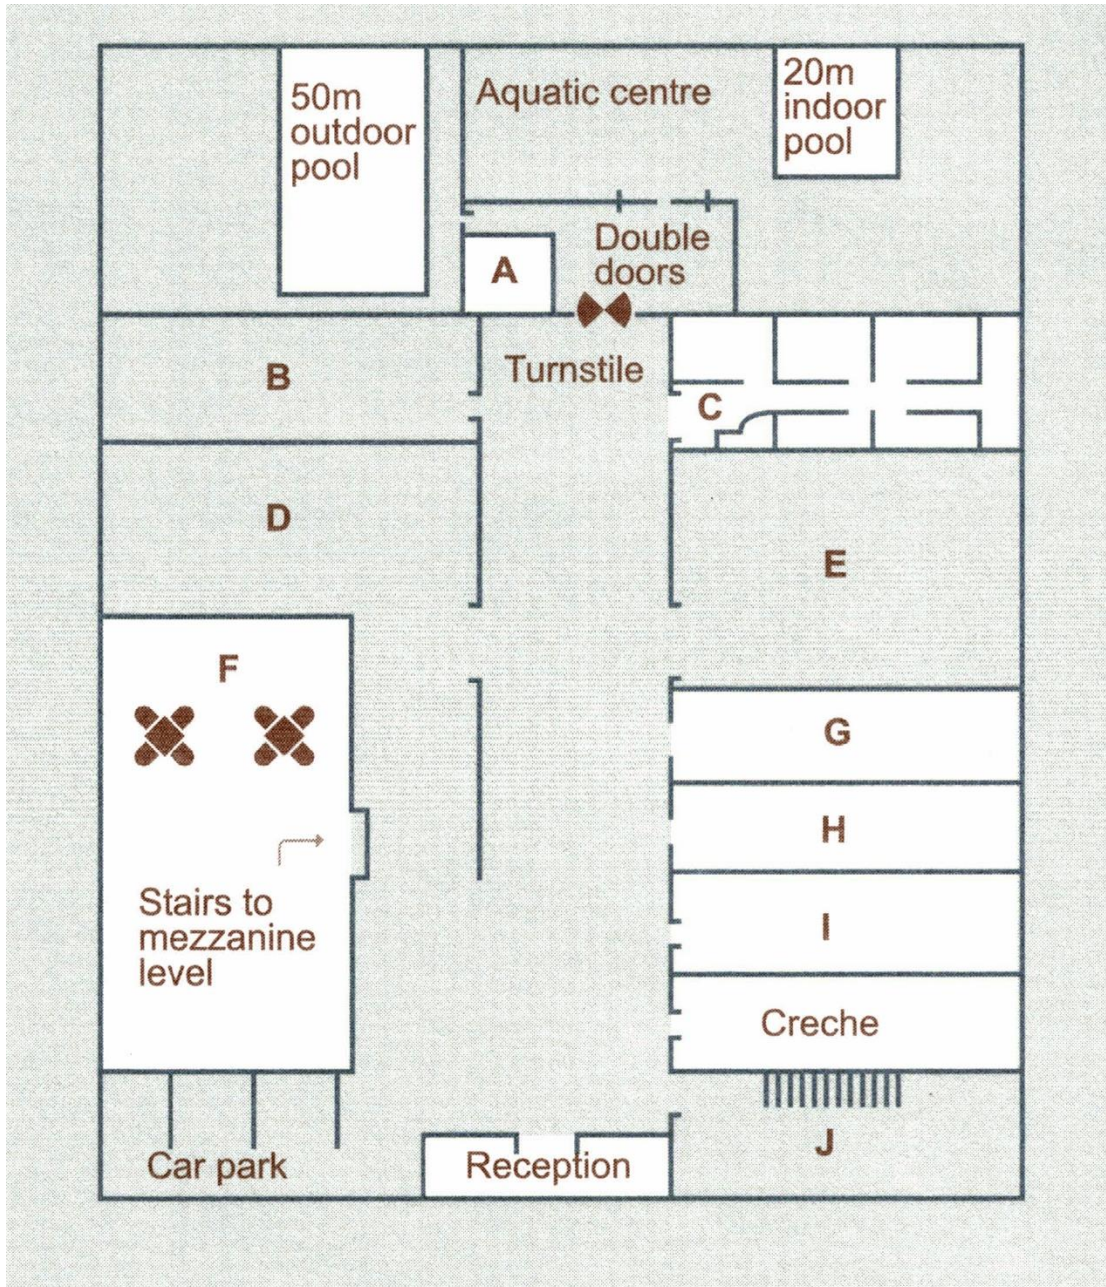 50m
outdoor
pool
Aquatic centre
20m
indoor
pool
A
Double
doors
B
Turnstile
C
D
E
F
G
H
Stairs to
mezzanine
level
I
Creche
Car park
Reception
J